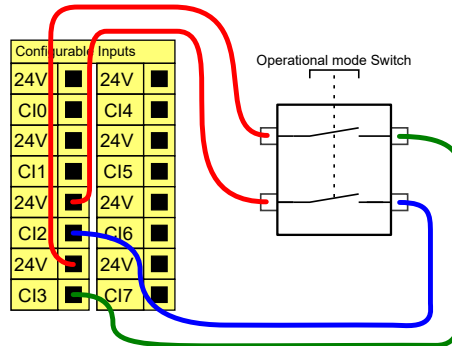 Configurable Inputs
Operational mode Switch
24V 24V
CI0 CI4
24V 24V
CI1 CI5
24V 24V
CI2 CI6
24V 24V
CI3 CI7